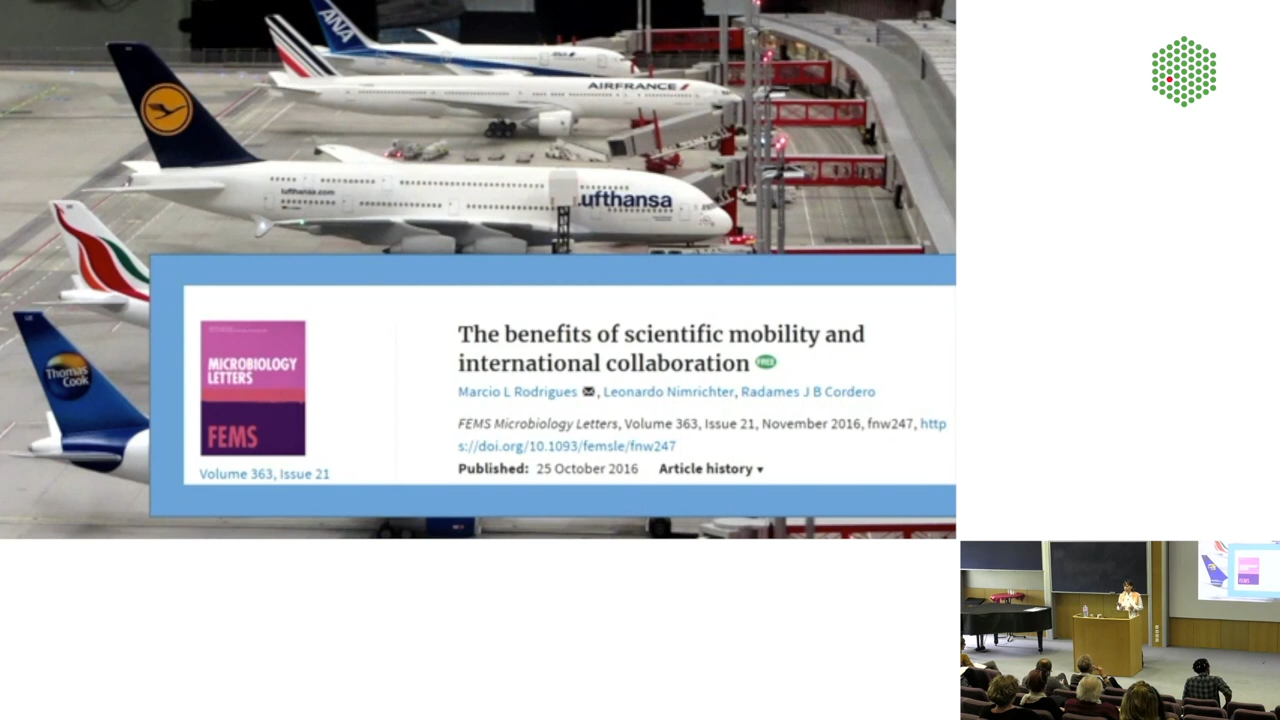 ANA
AIRFRANCE
lufthansa.com
ufthansa
Thomas
Cook
MICROBIOLOGY
LETTERS
FEMS
Volume 363, Issue 21
The benefits of scientific mobility and
international collaboration FREE
Marcio L Rodrigues , Leonardo Nimrichter, Radames J B Cordero
FEMS Microbiology Letters, Volume 363, Issue 21, November 2016, fnw247, http
s://doi.org/10.1093/femsle/fnw247
Published: 25 October 2016 Article history ▾